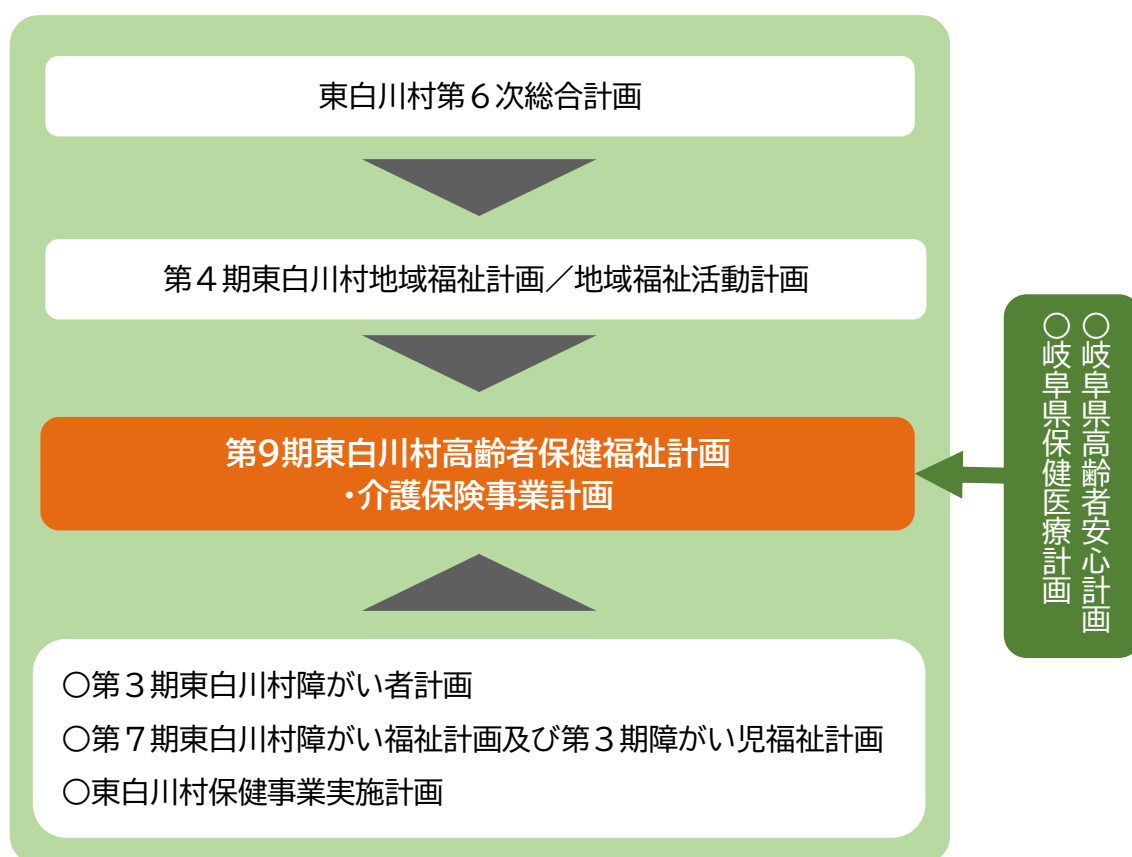 東白川村第６次総合計画
第４期東白川村地域福祉計画／地域福祉活動計画
第9期東白川村高齢者保健福祉計画
・介護保険事業計画
○岐阜県高齢者安心計画
○岐阜県保健医療計画
○第３期東白川村障がい者計画
○第７期東白川村障がい福祉計画及び第３期障がい児福祉計画
○東白川村保健事業実施計画